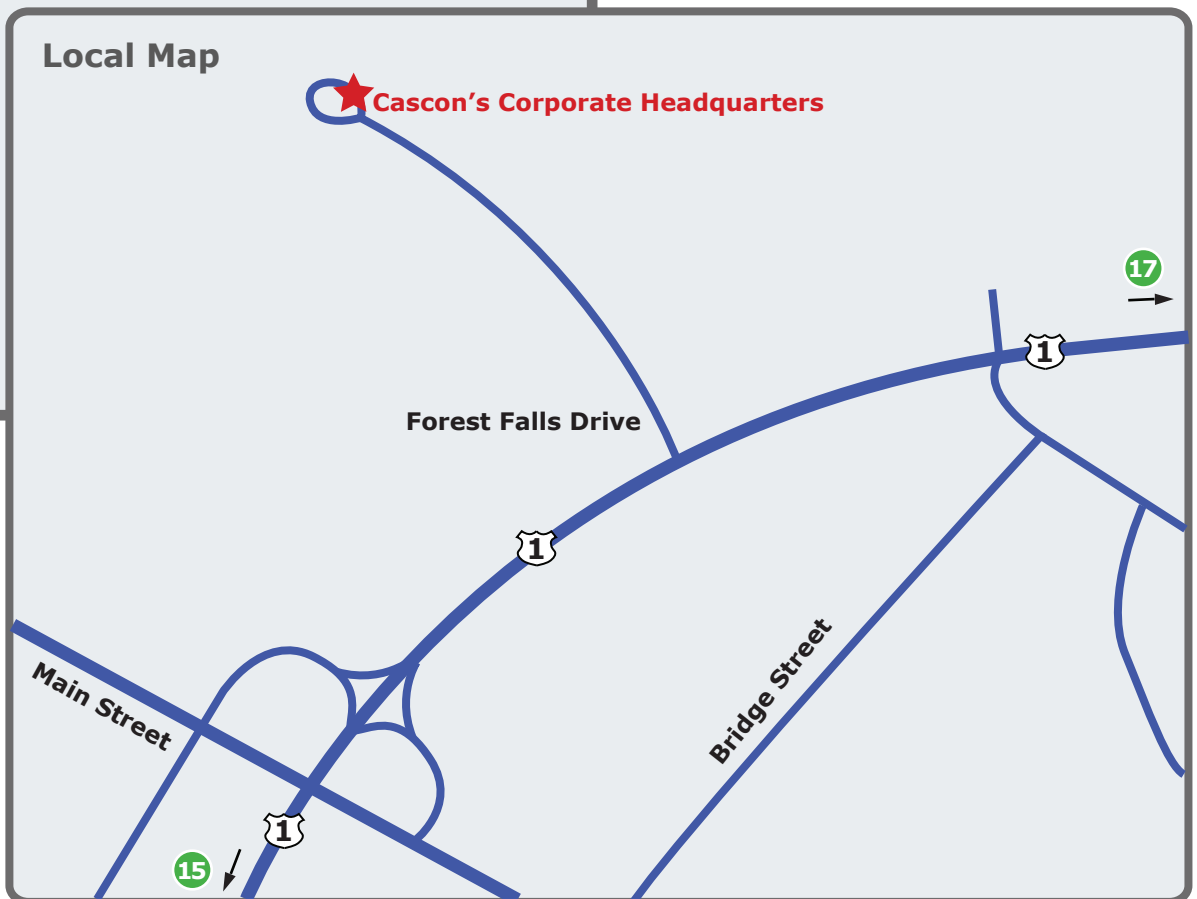 Local Map
Cascon’s Corporate Headquarters
17
1
Forest Falls Drive
1
Main Street
Bridge Street
1
15